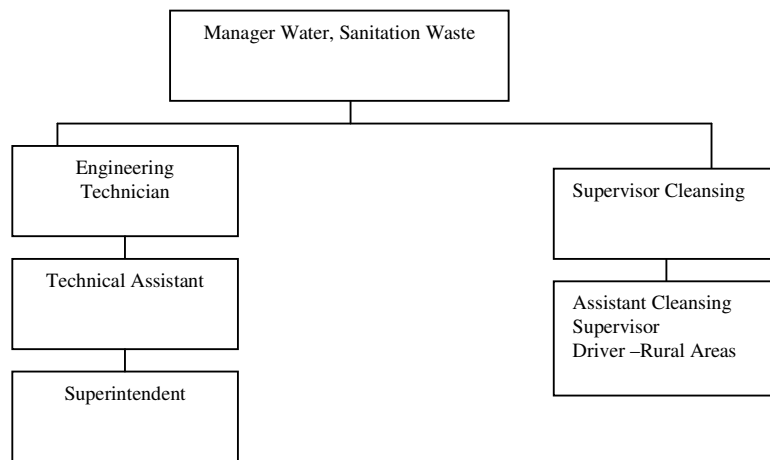 Manager Water, Sanitation Waste
Engineering
Technician
Supervisor Cleansing
Technical Assistant
Assistant Cleansing
Supervisor
Driver –Rural Areas
Superintendent